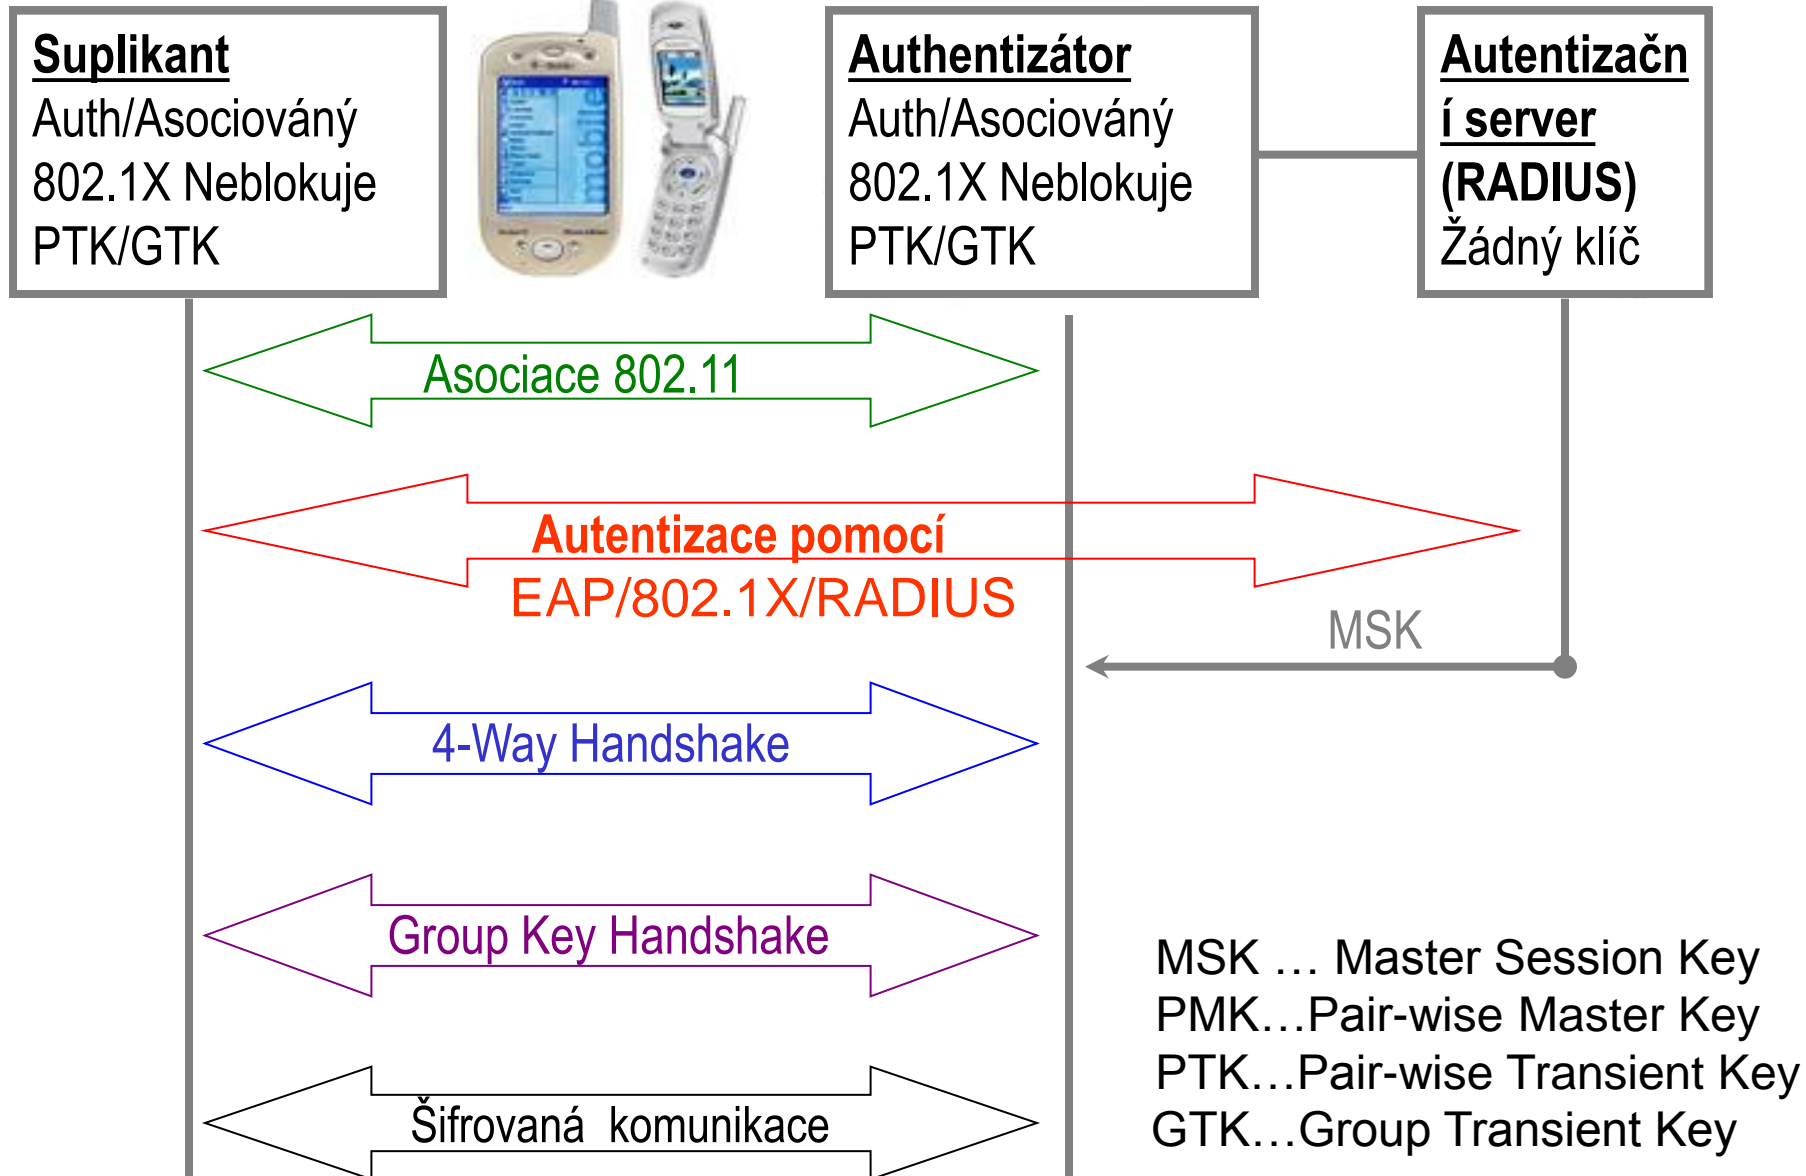 Suplikant
Auth/Asociováný
802.1X Neblokuje
PTK/GTK
mobile
Authentizátor
Auth/Asociováný
802.1X Neblokuje
PTK/GTK
Autentizačn
í server
(RADIUS)
Žádný klíč
Asociace 802.11
Autentizace pomocí
EAP/802.1X/RADIUS
MSK
4-Way Handshake
Group Key Handshake
Šifrovaná komunikace
MSK … Master Session Key
PMK…Pair-wise Master Key
PTK…Pair-wise Transient Key
GTK…Group Transient Key